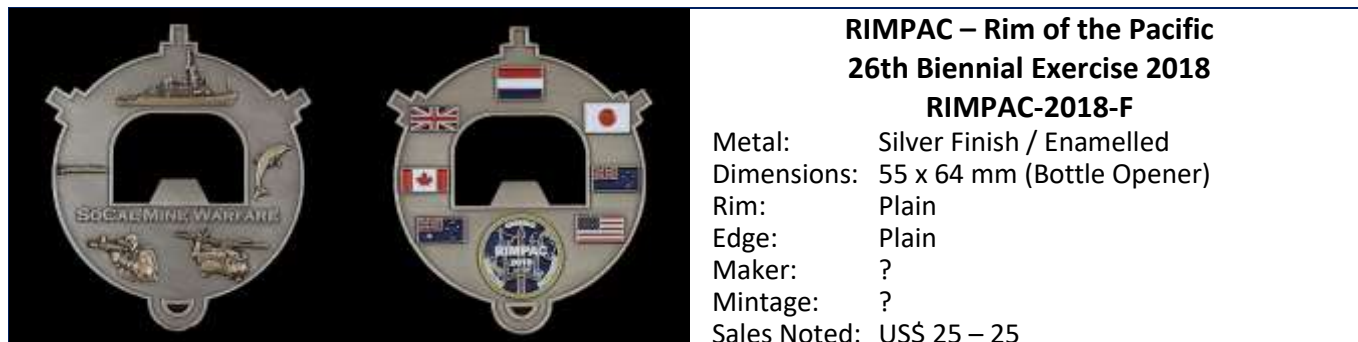 SOCAL MINE WARFARE
RIMPAC
2018
RIMPAC – Rim of the Pacific
26th Biennial Exercise 2018
RIMPAC-2018-F
Metal: Silver Finish / Enamelled
Dimensions: 55 x 64 mm (Bottle Opener)
Rim: Plain
Edge: Plain
Maker: ?
Mintage: ?
Sales Noted: US$ 25 – 25